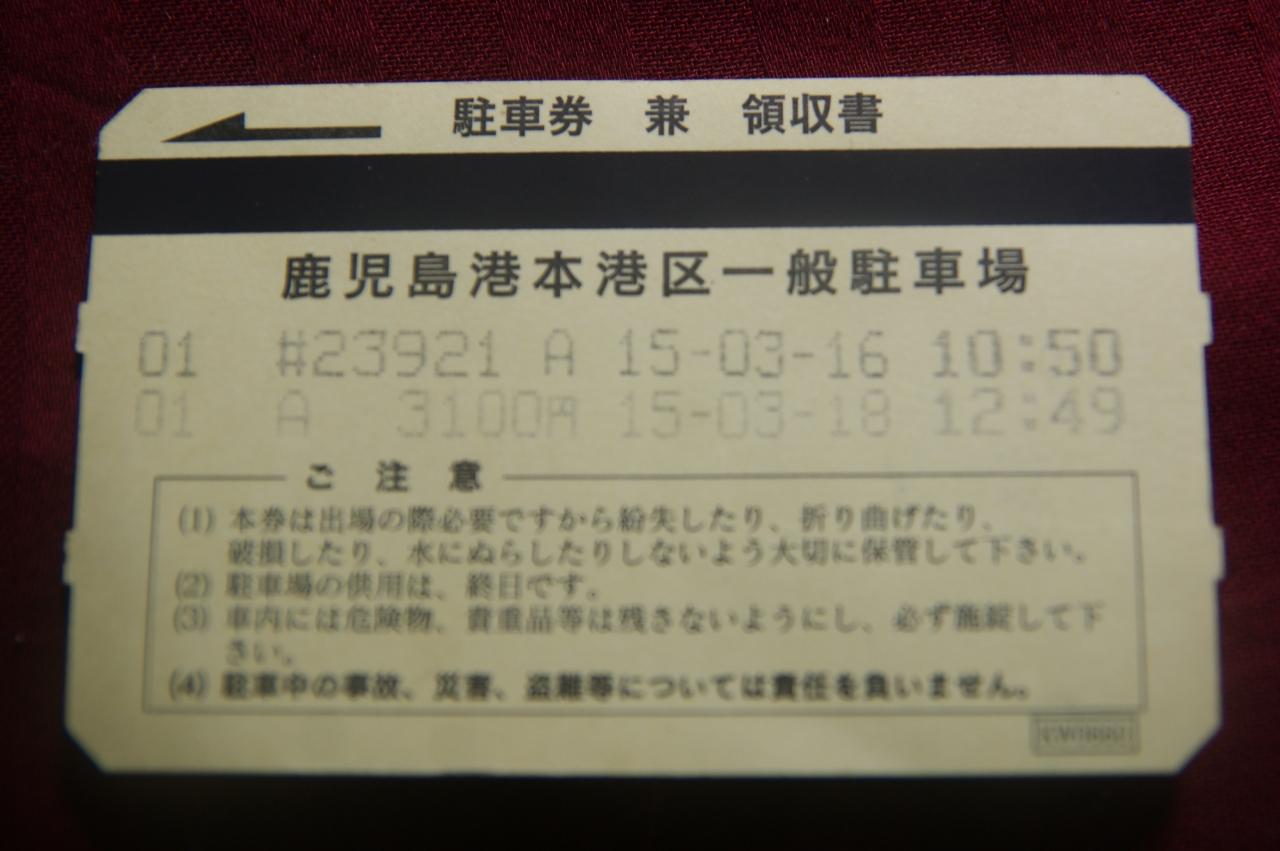 駐車券 兼 領収書
鹿児島港本港区一般駐車場
01 #23921 A 15-03-16 10:50
01 A 3100円 15-03-18 12:49
ご注意
(1) 本券は出場の際必要ですから紛失したり、折り曲げたり、
破損したり、水にぬらしたりしないよう大切に保管して下さい。
(2) 駐車場の供用は、終日です。
(3) 車内には危険物、貴重品等は残さないようにし、必ず施錠して下
さい。
(4) 駐車中の事故、災害、盗難等については責任を負いません。